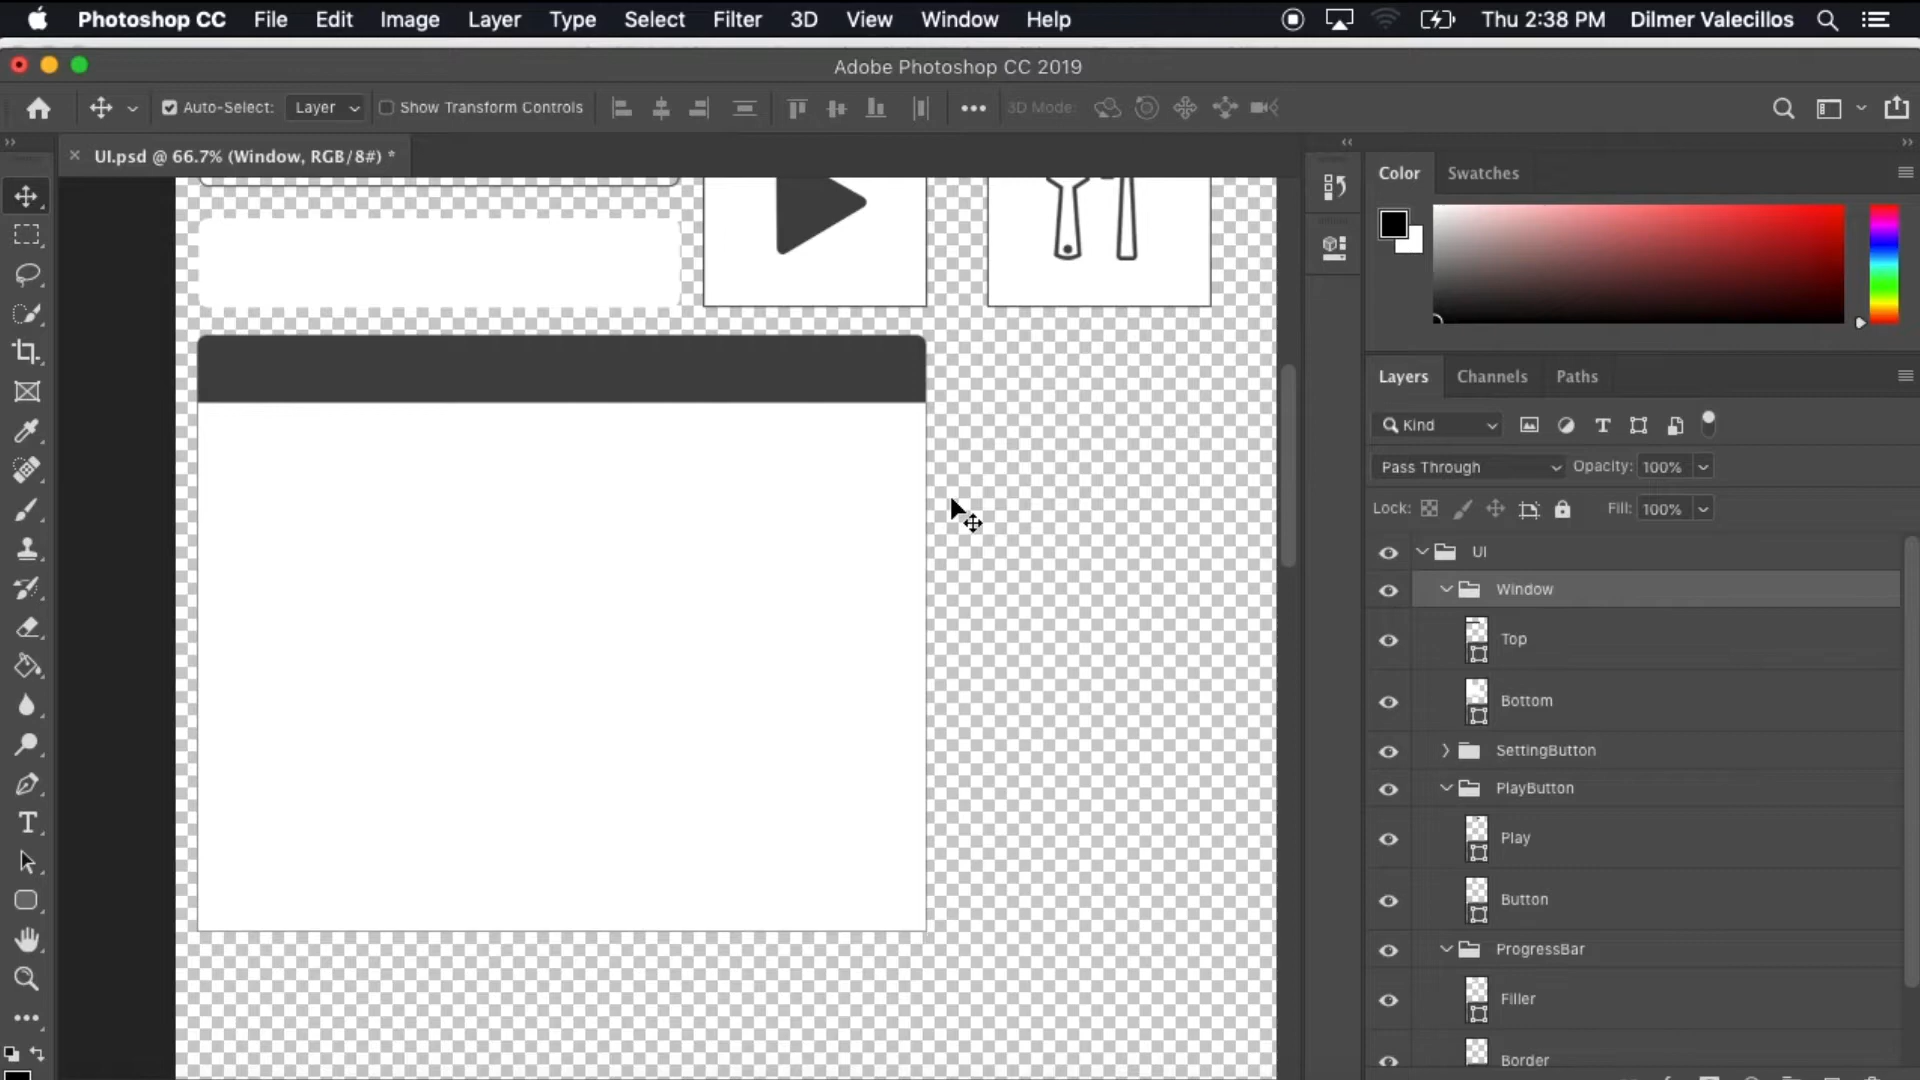 Photoshop CC File Edit Image Layer Type Select Filter 3D View Window Help Thu 2:38 PM Dilmer Valecillos
Adobe Photoshop CC 2019
Auto-Select: Layer Show Transform Controls 3D Mode:
UI.psd @ 66.7% (Window, RGB/8#) *
Color Swatches
Layers Channels Paths
Kind
Pass Through Opacity: 100%
Lock: Fill: 100%
UI
Window
Top
Bottom
SettingButton
PlayButton
Play
Button
ProgressBar
Filler
Border